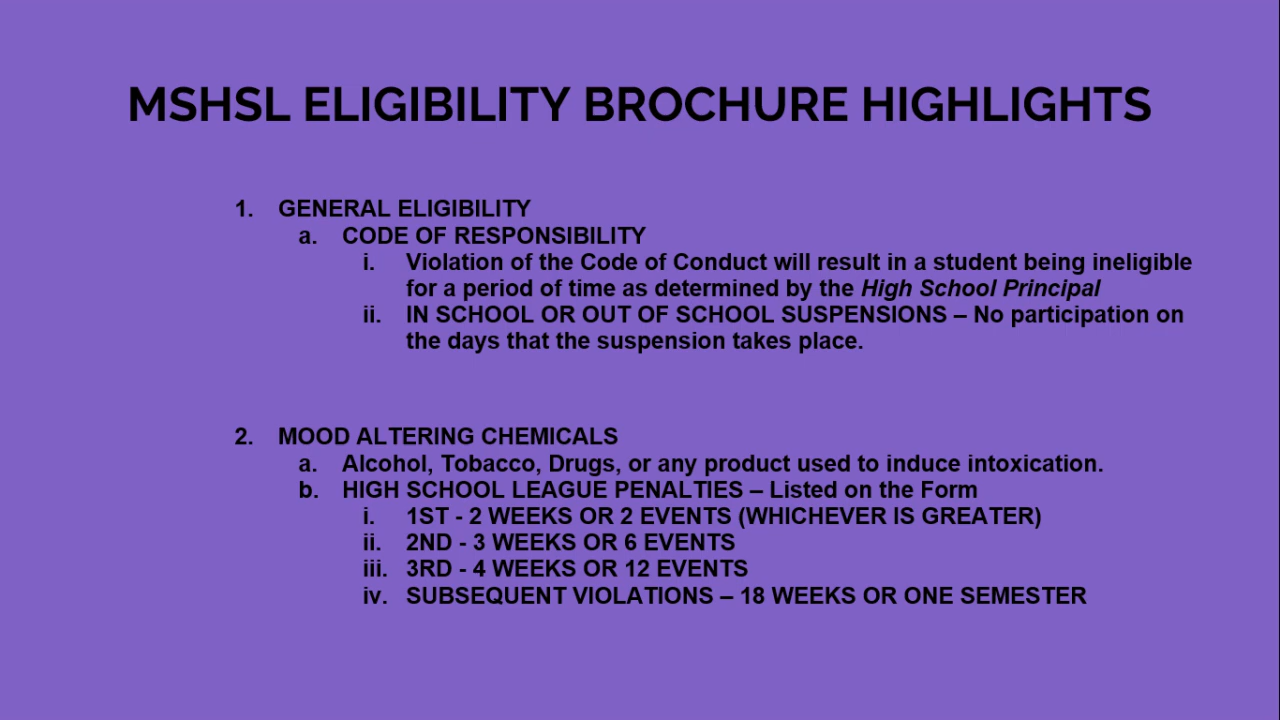 MSHSL ELIGIBILITY BROCHURE HIGHLIGHTS
1. GENERAL ELIGIBILITY
a. CODE OF RESPONSIBILITY
i. Violation of the Code of Conduct will result in a student being ineligible
for a period of time as determined by the High School Principal
ii. IN SCHOOL OR OUT OF SCHOOL SUSPENSIONS – No participation on
the days that the suspension takes place.
2. MOOD ALTERING CHEMICALS
a. Alcohol, Tobacco, Drugs, or any product used to induce intoxication.
b. HIGH SCHOOL LEAGUE PENALTIES – Listed on the Form
i. 1ST - 2 WEEKS OR 2 EVENTS (WHICHEVER IS GREATER)
ii. 2ND - 3 WEEKS OR 6 EVENTS
iii. 3RD - 4 WEEKS OR 12 EVENTS
iv. SUBSEQUENT VIOLATIONS – 18 WEEKS OR ONE SEMESTER